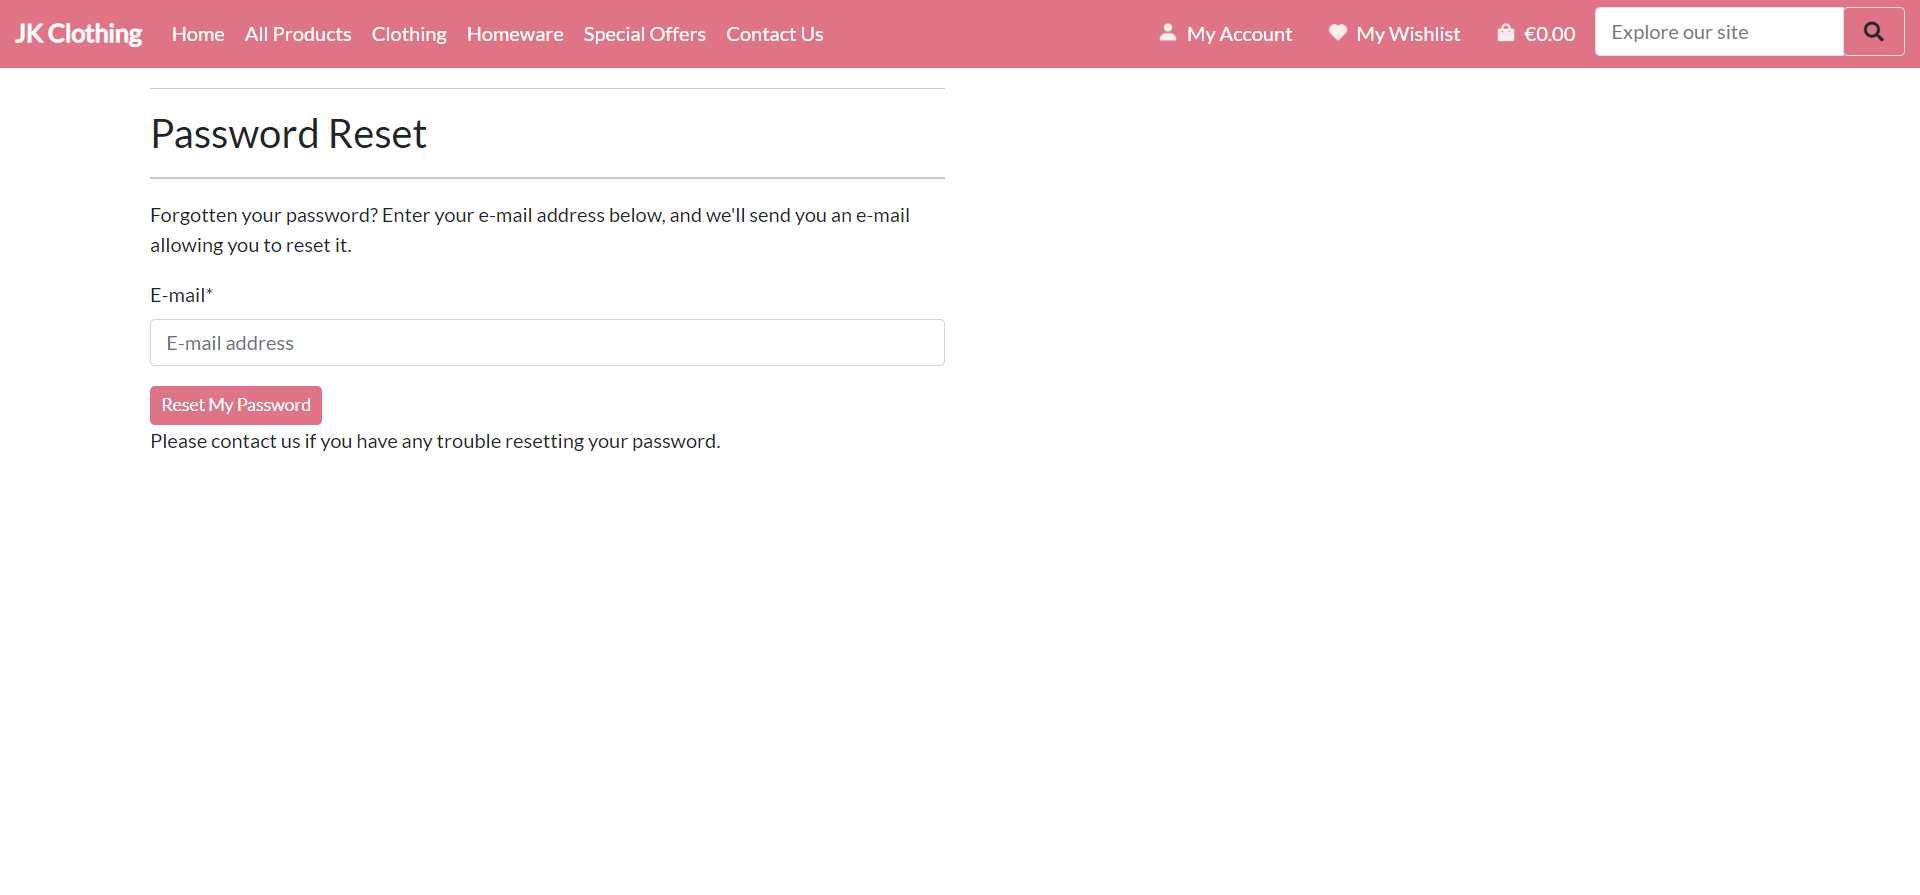 JK Clothing Home All Products Clothing Homeware Special Offers Contact Us My Account My Wishlist €0.00 Explore our site
Password Reset
Forgotten your password? Enter your e-mail address below, and we'll send you an e-mail
allowing you to reset it.
E-mail*
E-mail address
Reset My Password
Please contact us if you have any trouble resetting your password.